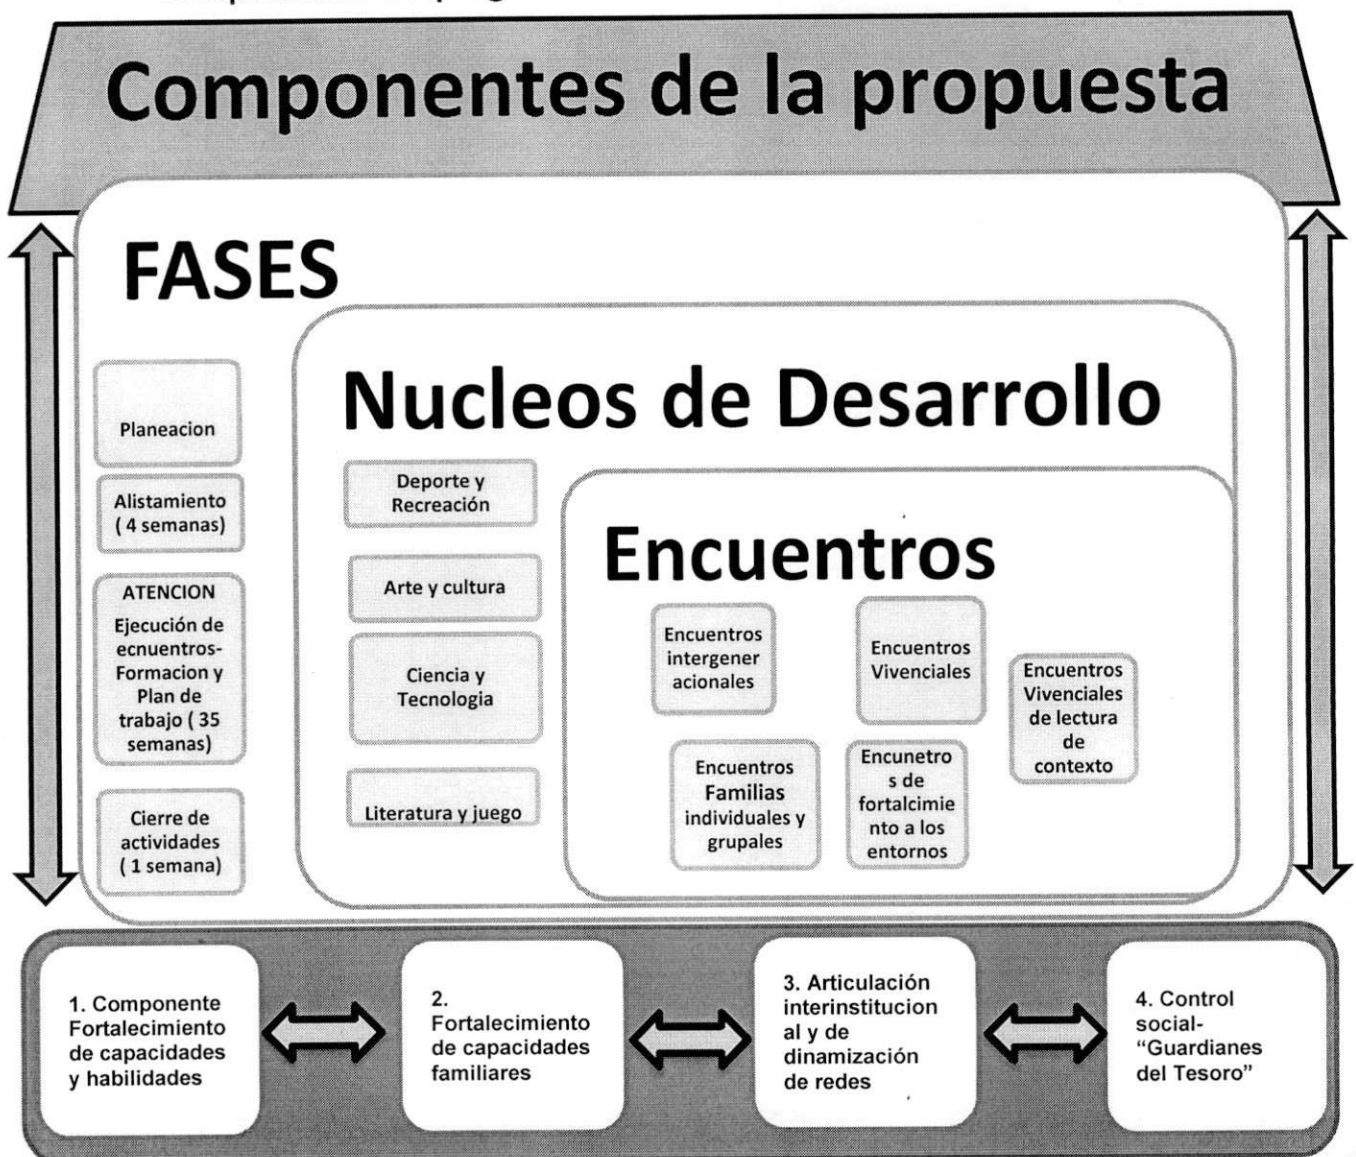 Componentes de la propuesta
FASES
Planeacion
Alistamiento
( 4 semanas)
ATENCION
Ejecución de
ecnuentros-
Formacion y
Plan de
trabajo ( 35
semanas)
Cierre de
actividades
( 1 semana)
Nucleos de Desarrollo
Deporte y
Recreación
Arte y cultura
Ciencia y
Tecnologia
Literatura y juego
Encuentros
Encuentros
intergener
acionales
Encuentros
Vivenciales
Encuentros
Vivenciales
de lectura
de
contexto
Encuentros
Familias
individuales y
grupales
Encunetro
s de
fortalcimie
nto a los
entornos
1. Componente
Fortalecimiento
de capacidades
y habilidades
2.
Fortalecimiento
de capacidades
familiares
3. Articulación
interinstitucion
al y de
dinamización
de redes
4. Control
social-
“Guardianes
del Tesoro”